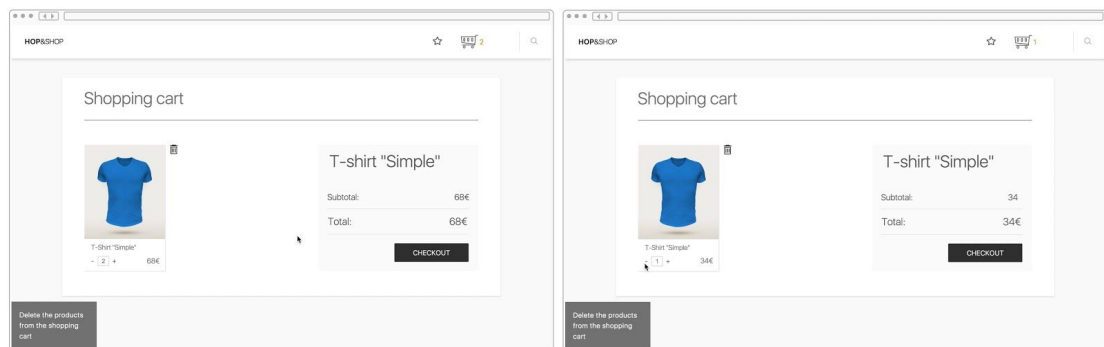 HOP&SHOP
2
Shopping cart
T-shirt "Simple"
Subtotal: 68€
Total: 68€
CHECKOUT
T-Shirt "Simple"
- 2 + 68€
Delete the products
from the shopping
cart
HOP&SHOP
1
Shopping cart
T-shirt "Simple"
Subtotal: 34
Total: 34€
CHECKOUT
T-Shirt "Simple"
- 1 + 34€
Delete the products
from the shopping
cart